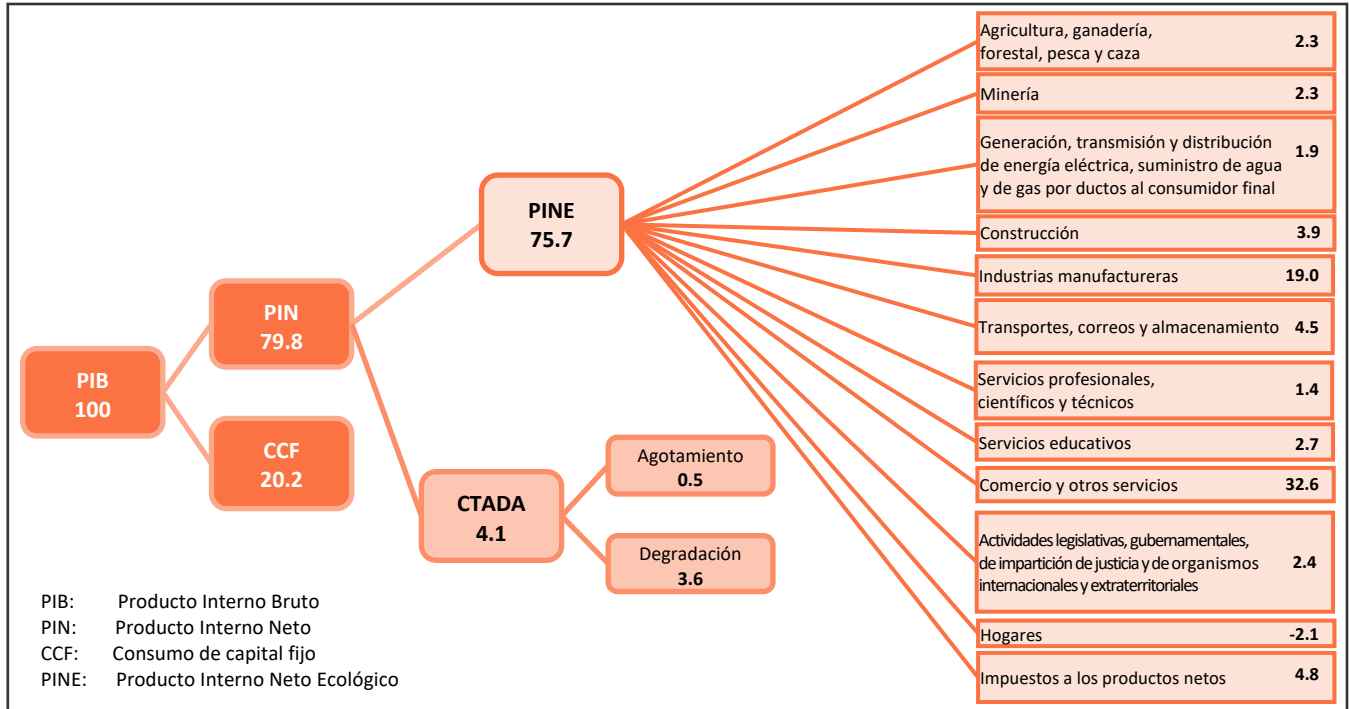 PIB
100
PIN
79.8
CCF
20.2
PINE
75.7
CTADA
4.1
Agotamiento
0.5
Degradación
3.6
Agricultura, ganadería,
forestal, pesca y caza 2.3
Minería 2.3
Generación, transmisión y distribución
de energía eléctrica, suministro de agua
y de gas por ductos al consumidor final 1.9
Construcción 3.9
Industrias manufactureras 19.0
Transportes, correos y almacenamiento 4.5
Servicios profesionales,
científicos y técnicos 1.4
Servicios educativos 2.7
Comercio y otros servicios 32.6
Actividades legislativas, gubernamentales,
de impartición de justicia y de organismos
internacionales y extraterritoriales 2.4
Hogares -2.1
Impuestos a los productos netos 4.8
PIB: Producto Interno Bruto
PIN: Producto Interno Neto
CCF: Consumo de capital fijo
PINE: Producto Interno Neto Ecológico